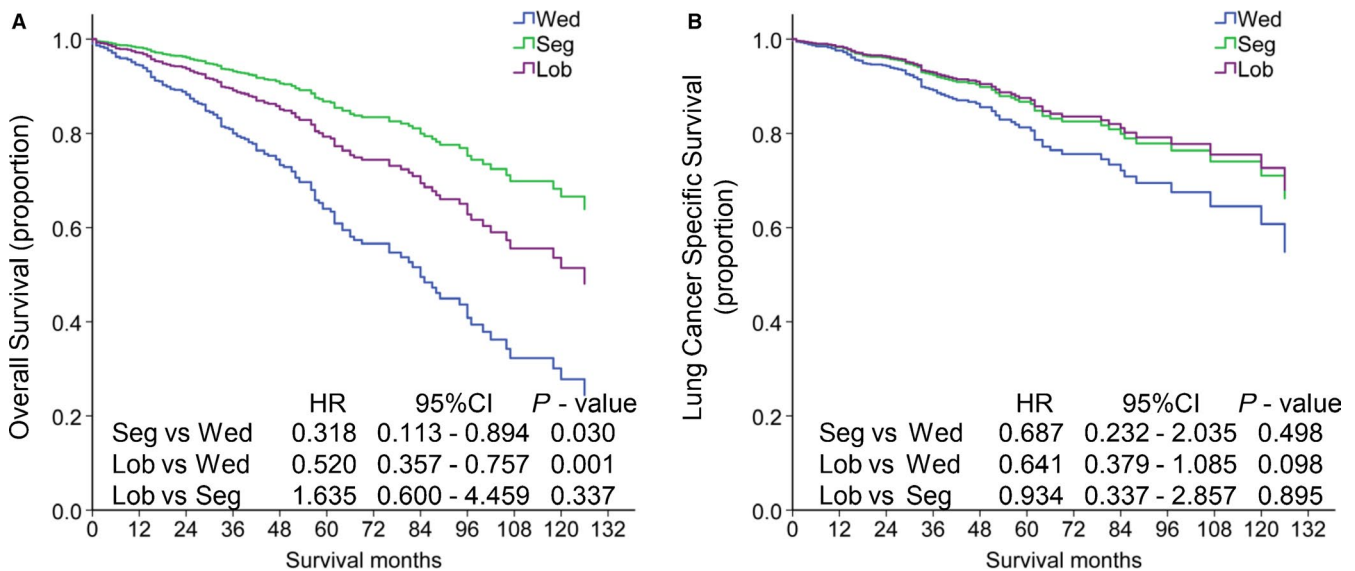 A
Wed
Seg
Lob
Overall Survival (proportion)
1.0
0.8
0.6
0.4
0.2
0.0
HR 95%CI P - value
Seg vs Wed 0.318 0.113 - 0.894 0.030
Lob vs Wed 0.520 0.357 - 0.757 0.001
Lob vs Seg 1.635 0.600 - 4.459 0.337
0 12 24 36 48 60 72 84 96 108 120 132
Survival months
B
Wed
Seg
Lob
Lung Cancer Specific Survival
(proportion)
1.0
0.8
0.6
0.4
0.2
0.0
HR 95%CI P - value
Seg vs Wed 0.687 0.232 - 2.035 0.498
Lob vs Wed 0.641 0.379 - 1.085 0.098
Lob vs Seg 0.934 0.337 - 2.857 0.895
0 12 24 36 48 60 72 84 96 108 120 132
Survival months